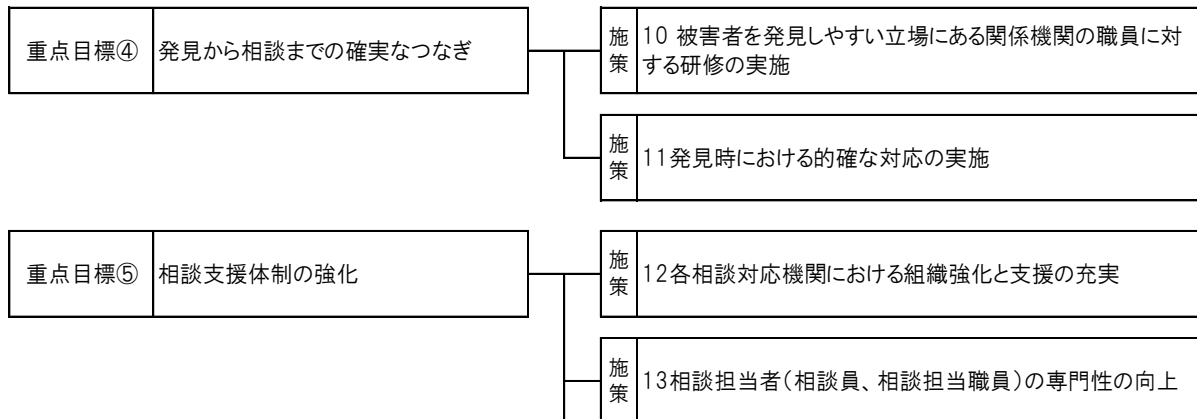 重点目標④ 発見から相談までの確実なつなぎ
施策 10 被害者を発見しやすい立場にある関係機関の職員に対
する研修の実施
施策 11発見時における的確な対応の実施
重点目標⑤ 相談支援体制の強化
施策 12各相談対応機関における組織強化と支援の充実
施策 13相談担当者(相談員、相談担当職員)の専門性の向上